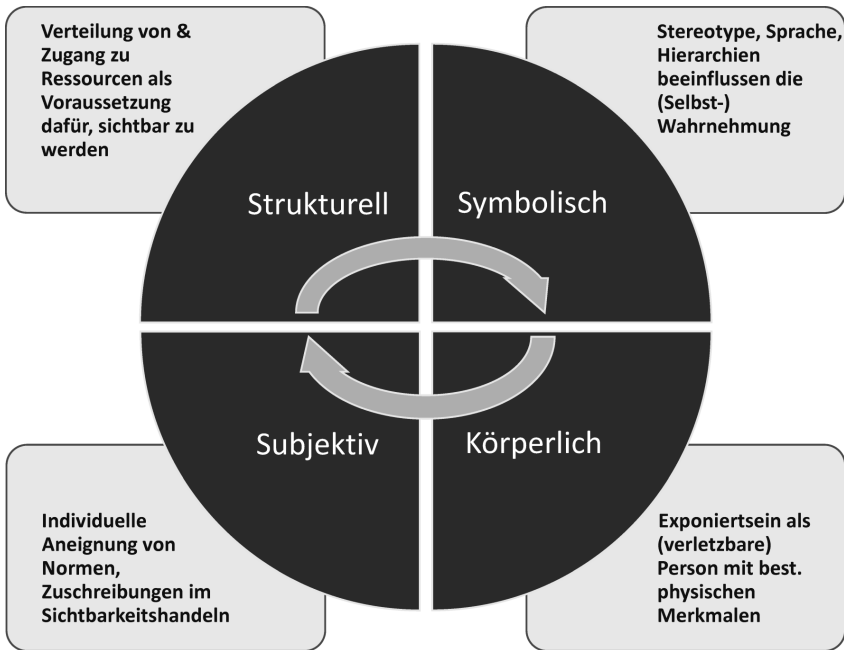 Verteilung von &
Zugang zu
Ressourcen als
Voraussetzung
dafür, sichtbar zu
werden
Stereotype, Sprache,
Hierarchien
beeinflussen die
(Selbst-)
Wahrnehmung
Strukturell
Symbolisch
Subjektiv
Körperlich
Individuelle
Aneignung von
Normen,
Zuschreibungen im
Sichtbarkeitshandeln
Exponiertsein als
(verletzbare)
Person mit best.
physischen
Merkmalen